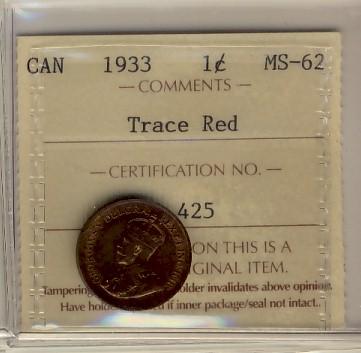 CAN 1933 1¢ MS-62
— COMMENTS —
Trace Red
— CERTIFICATION NO. —
425
ON THIS IS A
GINAL ITEM.
Tampering older invalidates above opinion.
Have if inner package/seal not intact.